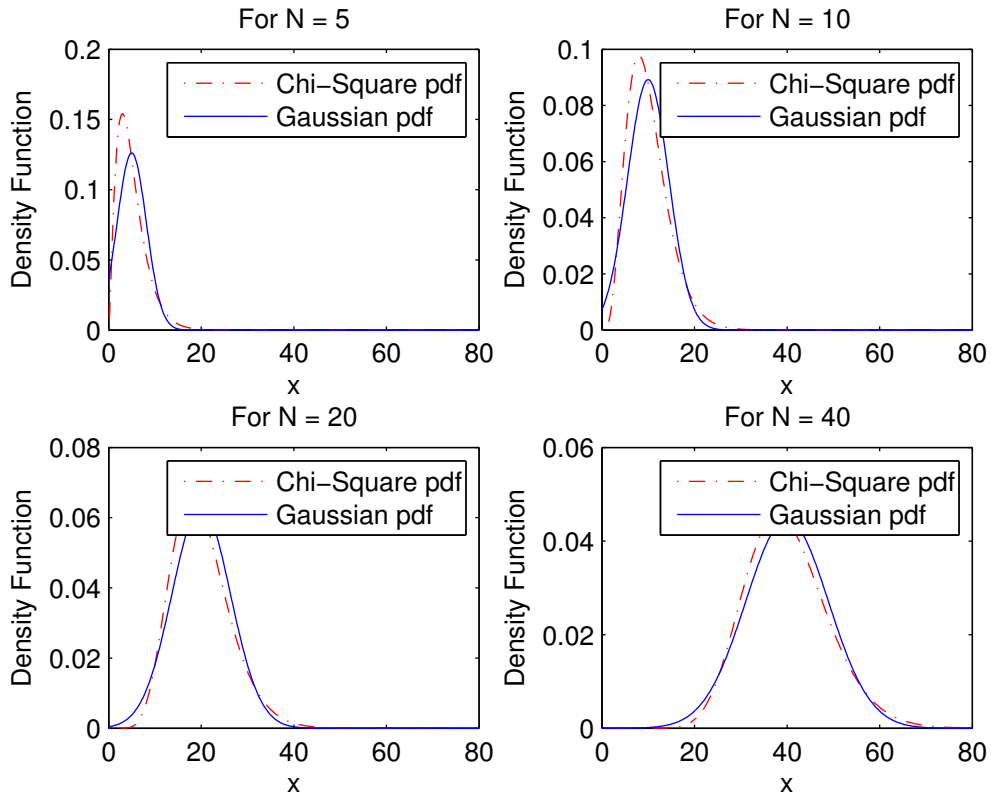 For N = 5
0.2
0.15
0.1
0.05
0
0
20
40
60
80
Density Function
x
Chi-Square pdf
Gaussian pdf
For N = 10
0.1
0.08
0.06
0.04
0.02
0
0
20
40
60
80
Density Function
x
Chi-Square pdf
Gaussian pdf
For N = 20
0.08
0.06
0.04
0.02
0
0
20
40
60
80
Density Function
x
Chi-Square pdf
Gaussian pdf
For N = 40
0.06
0.04
0.02
0
0
20
40
60
80
Density Function
x
Chi-Square pdf
Gaussian pdf